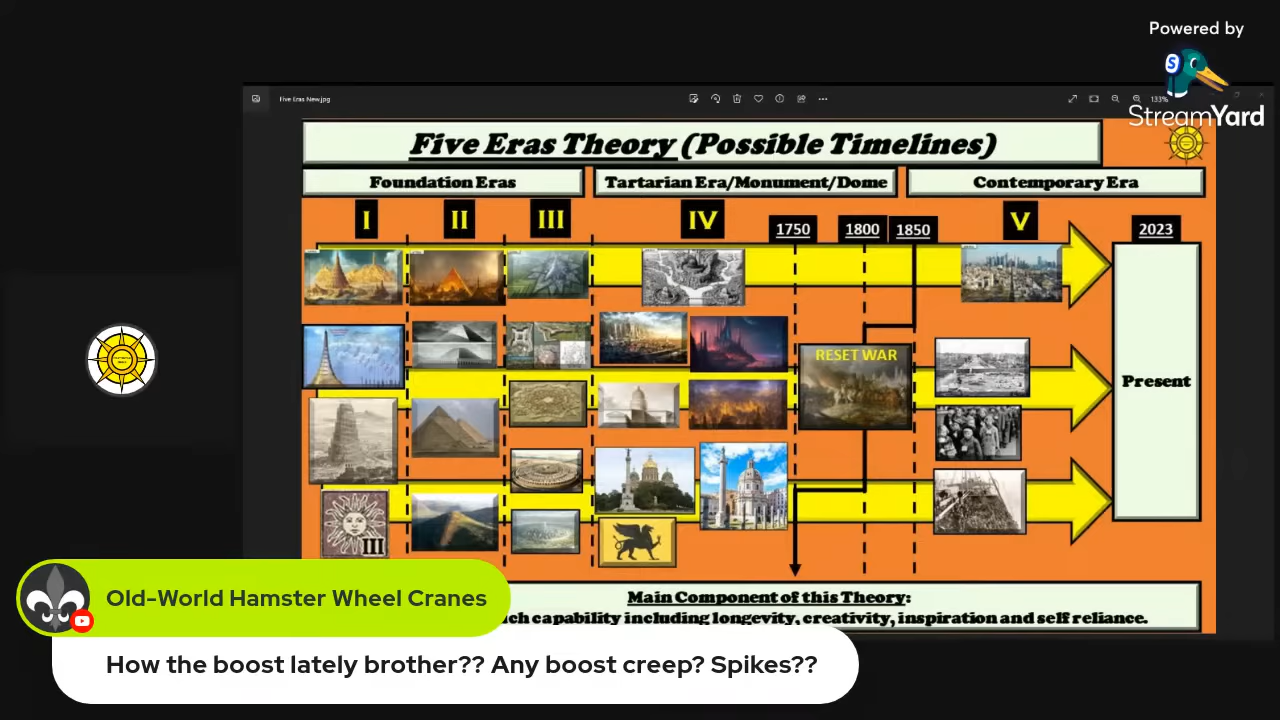 Powered by
S
StreamYard
Five Eras New.jpg
133%
Five Eras Theory (Possible Timelines)
Foundation Eras
Tartarian Era/Monument/Dome
Contemporary Era
I
II
III
IV
1750
1800
1850
V
2023
RESET WAR
Present
III
Main Component of this Theory:
capability including longevity, creativity, inspiration and self reliance.
Old-World Hamster Wheel Cranes
How the boost lately brother?? Any boost creep? Spikes??